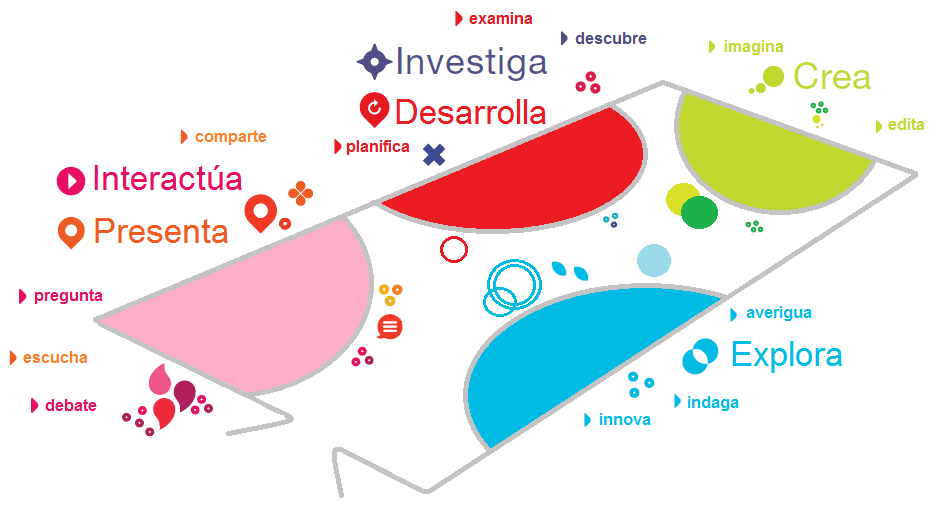 examina
descubre
imagina
Investiga
Crea
Desarrolla
edita
comparte
planifica
Interactúa
Presenta
pregunta
averigua
escucha
Explora
debate
indaga
innova